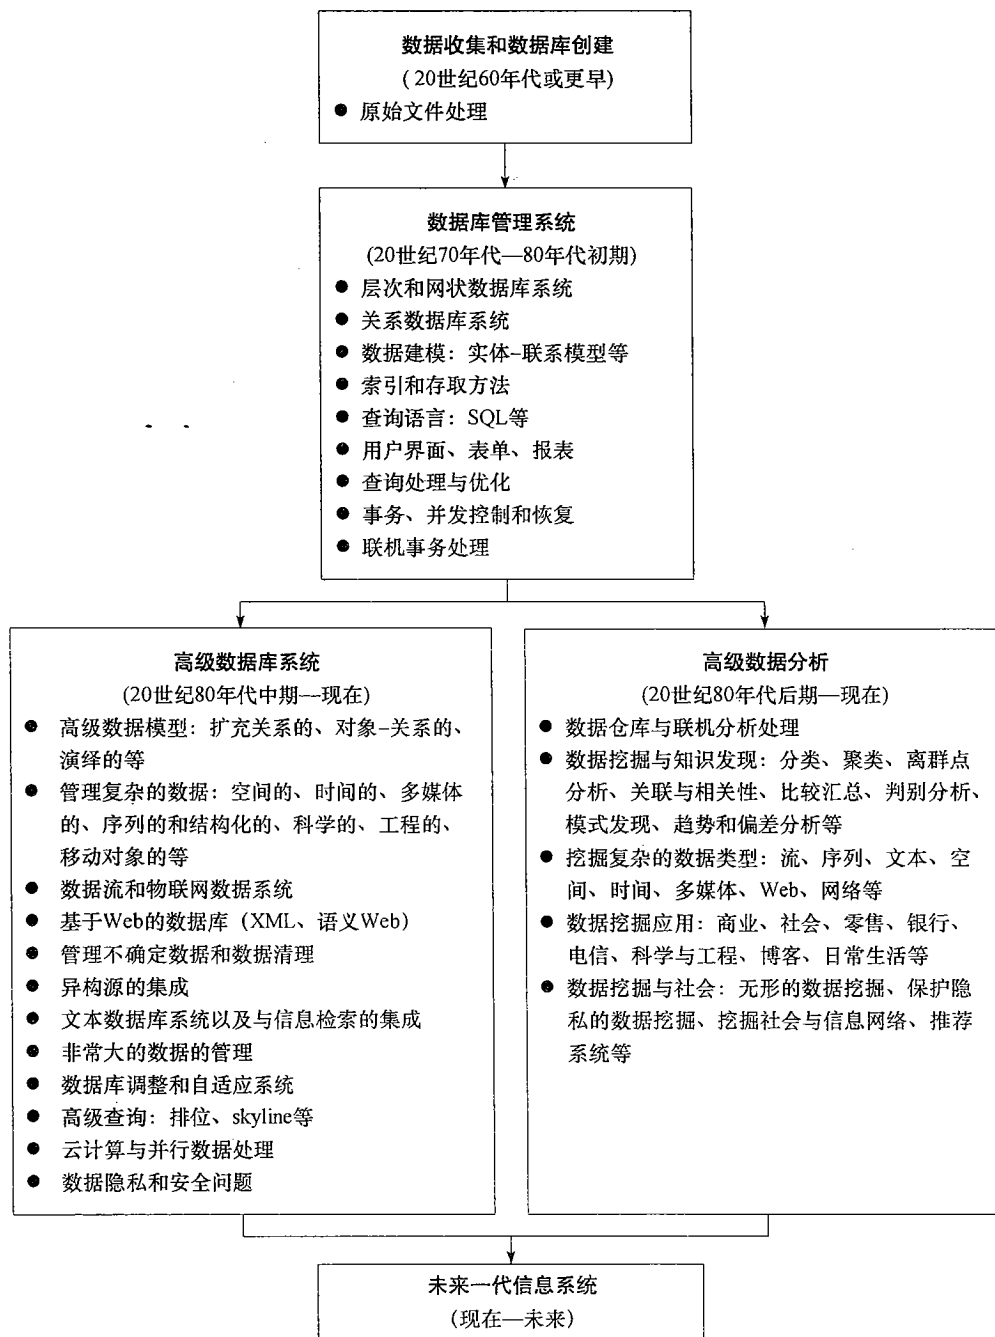 数据收集和数据库创建
(20世纪60年代或更早)
● 原始文件处理
数据库管理系统
(20世纪70年代—80年代初期)
● 层次和网状数据库系统
● 关系数据库系统
● 数据建模：实体-联系模型等
● 索引和存取方法
● 查询语言：SQL等
● 用户界面、表单、报表
● 查询处理与优化
● 事务、并发控制和恢复
● 联机事务处理
高级数据库系统
(20世纪80年代中期—现在)
● 高级数据模型：扩充关系的、对象-关系的、
演绎的等
● 管理复杂的数据：空间的、时间的、多媒体
的、序列的和结构化的、科学的、工程的、
移动对象的等
● 数据流和物联网数据系统
● 基于Web的数据库（XML、语义Web）
● 管理不确定数据和数据清理
● 异构源的集成
● 文本数据库系统以及与信息检索的集成
● 非常大的数据的管理
● 数据库调整和自适应系统
● 高级查询：排位、skyline等
● 云计算与并行数据处理
● 数据隐私和安全问题
高级数据分析
(20世纪80年代后期—现在)
● 数据仓库与联机分析处理
● 数据挖掘与知识发现：分类、聚类、离群点
分析、关联与相关性、比较汇总、判别分析、
模式发现、趋势和偏差分析等
● 挖掘复杂的数据类型：流、序列、文本、空
间、时间、多媒体、Web、网络等
● 数据挖掘应用：商业、社会、零售、银行、
电信、科学与工程、博客、日常生活等
● 数据挖掘与社会：无形的数据挖掘、保护隐
私的数据挖掘、挖掘社会与信息网络、推荐
系统等
未来一代信息系统
(现在—未来)